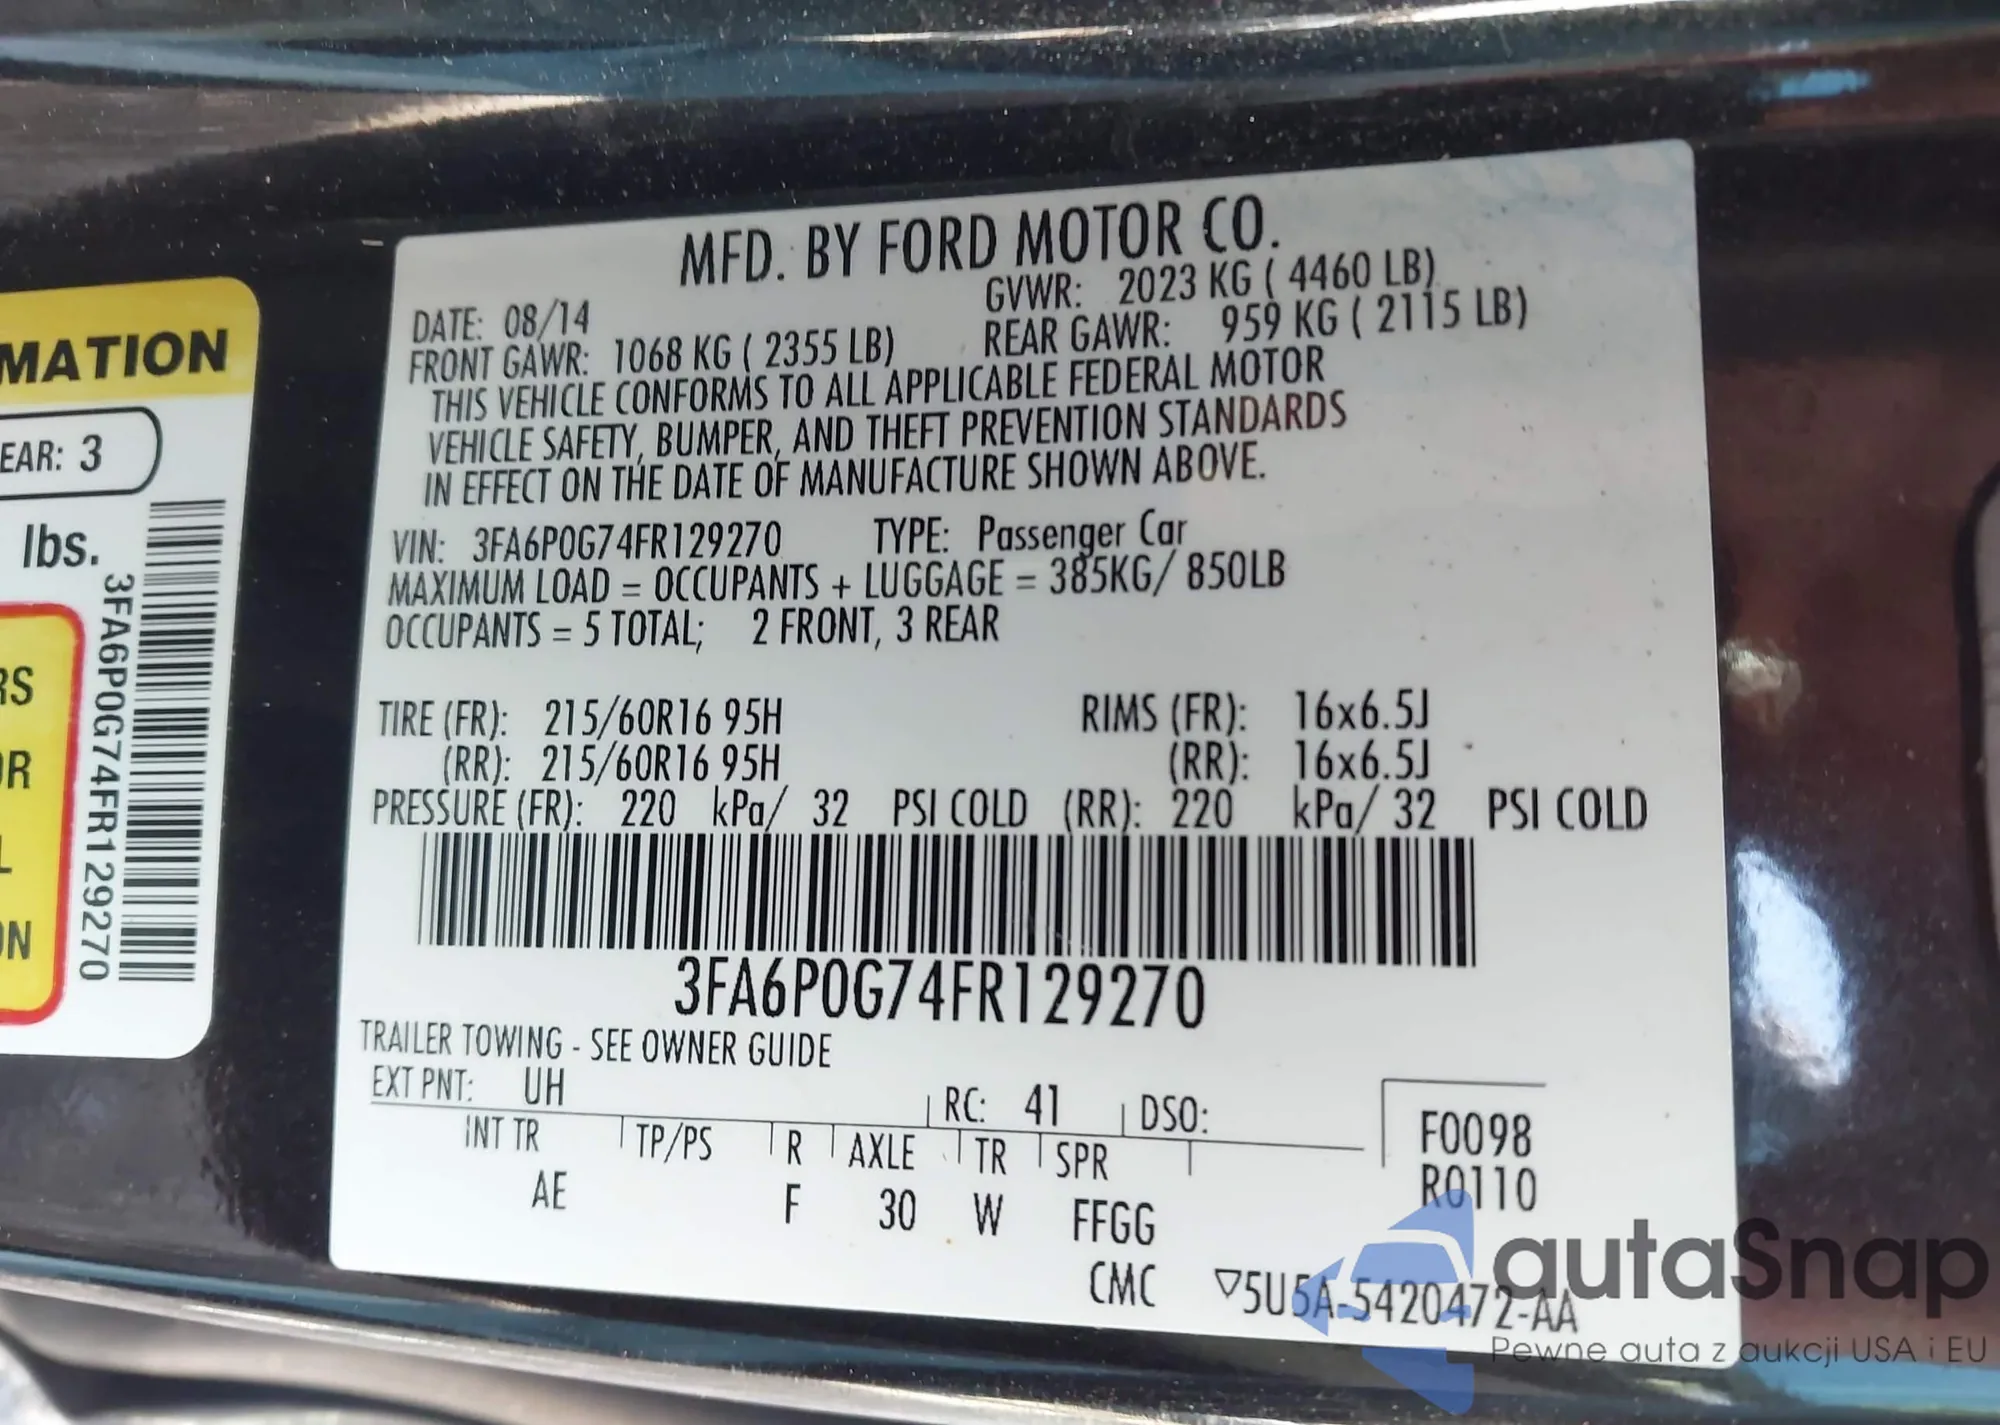 MATION
EAR: 3
lbs.
3FA6P0G74FR129270
RS
OR
L
ON
MFD. BY FORD MOTOR CO.
DATE: 08/14 GVWR: 2023 KG ( 4460 LB)
FRONT GAWR: 1068 KG ( 2355 LB) REAR GAWR: 959 KG ( 2115 LB)
THIS VEHICLE CONFORMS TO ALL APPLICABLE FEDERAL MOTOR
VEHICLE SAFETY, BUMPER, AND THEFT PREVENTION STANDARDS
IN EFFECT ON THE DATE OF MANUFACTURE SHOWN ABOVE.
VIN: 3FA6P0G74FR129270 TYPE: Passenger Car
MAXIMUM LOAD = OCCUPANTS + LUGGAGE = 385KG/ 850LB
OCCUPANTS = 5 TOTAL; 2 FRONT, 3 REAR
TIRE (FR): 215/60R16 95H RIMS (FR): 16x6.5J
(RR): 215/60R16 95H (RR): 16x6.5J
PRESSURE (FR): 220 kPa/ 32 PSI COLD (RR): 220 kPa/ 32 PSI COLD
3FA6P0G74FR129270
TRAILER TOWING - SEE OWNER GUIDE
EXT PNT: UH RC: 41 DSO:
INT TR TP/PS R AXLE TR SPR
AE F 30 W FFGG
F0098
R0110
CMC ▽5U5A-5420472-AA
autaSnap
Pewne auta z aukcji USA i EU